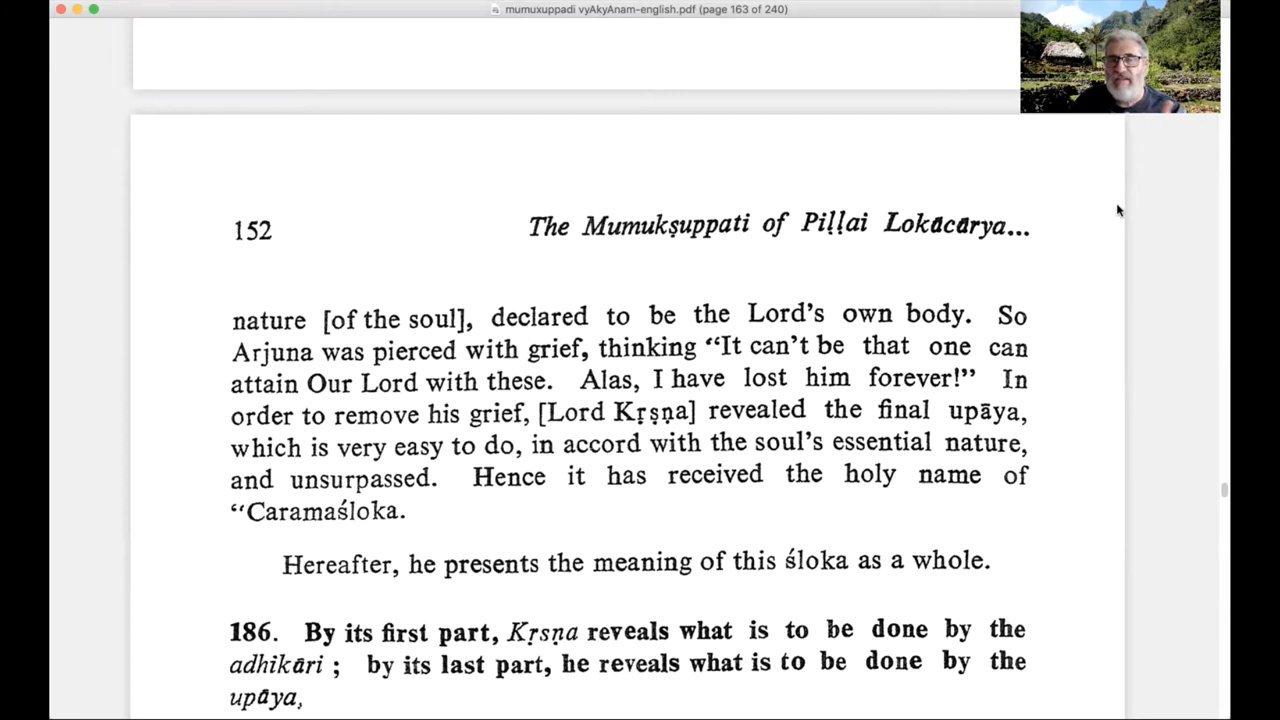 mumuxuppadi vyAkyAnam-english.pdf (page 163 of 240)
152
The Mumukṣuppati of Piḷḷai Lokācārya...
nature [of the soul], declared to be the Lord's own body. So
Arjuna was pierced with grief, thinking “It can't be that one can
attain Our Lord with these. Alas, I have lost him forever!” In
order to remove his grief, [Lord Kṛṣṇa] revealed the final upāya,
which is very easy to do, in accord with the soul's essential nature,
and unsurpassed. Hence it has received the holy name of
“Caramaśloka.
Hereafter, he presents the meaning of this śloka as a whole.
186. By its first part, Kṛsṇa reveals what is to be done by the
adhikāri ; by its last part, he reveals what is to be done by the
upāya,